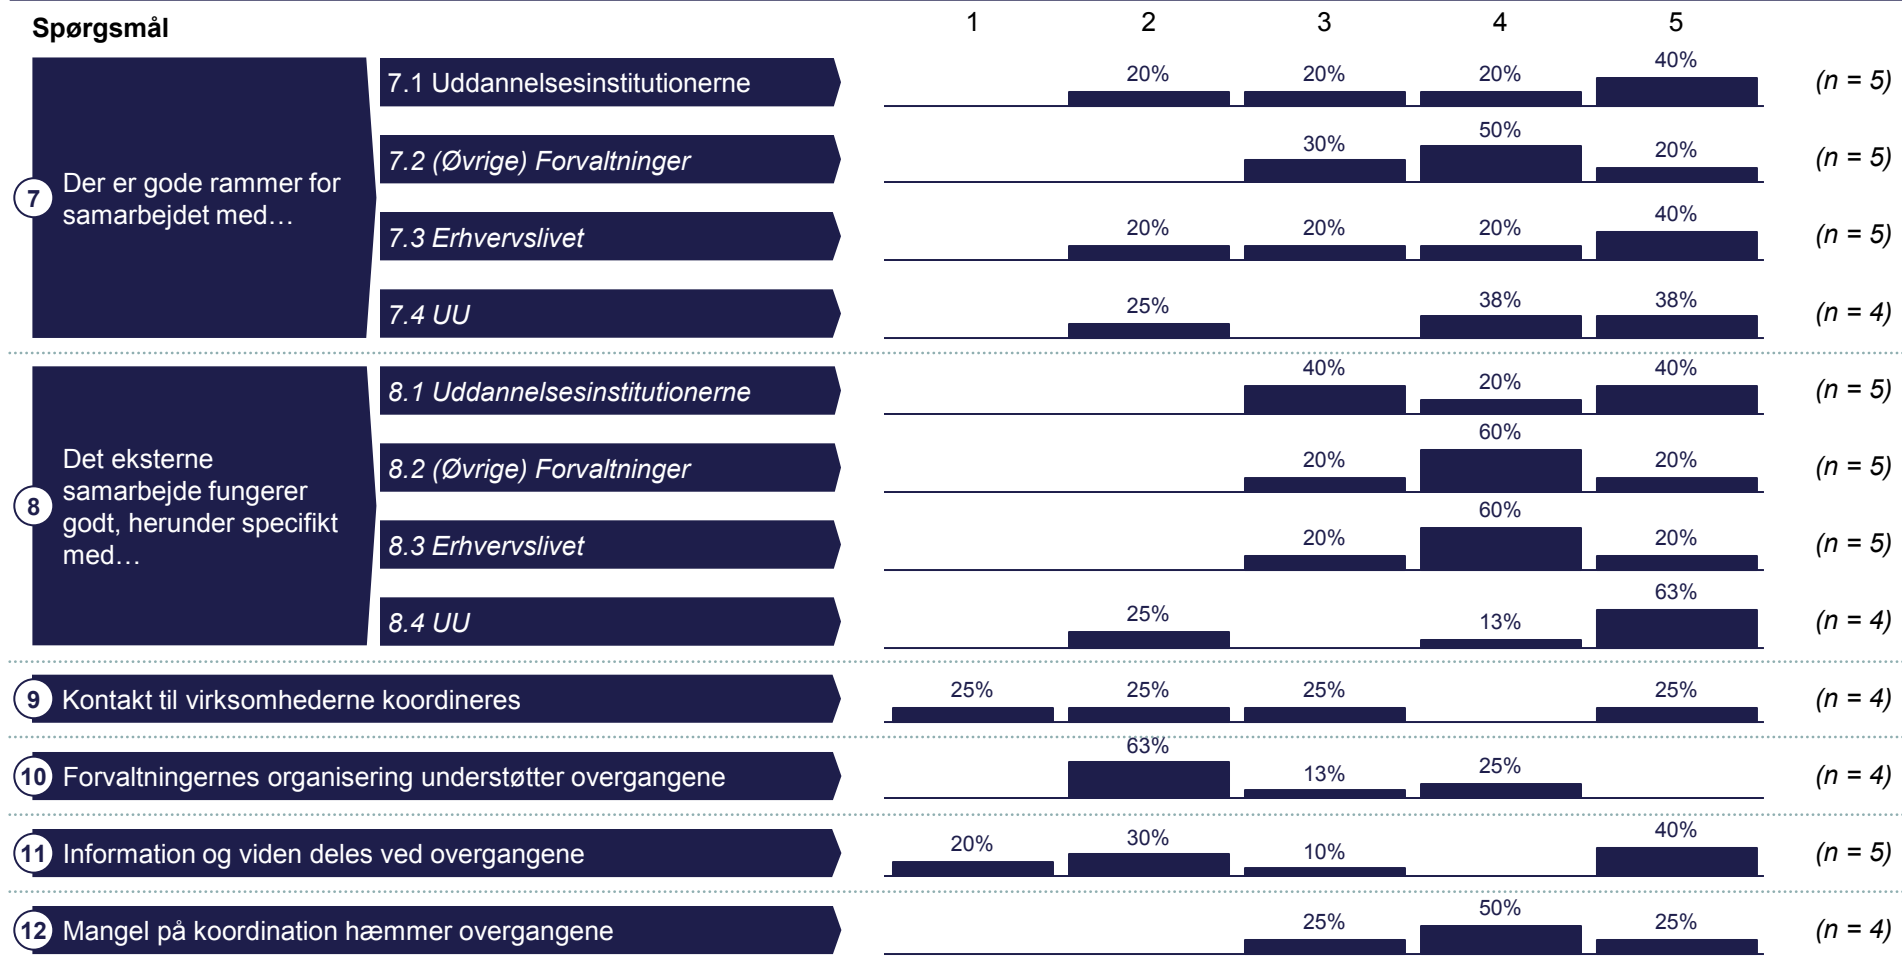 Spørgsmål 1 2 3 4 5
7 Der er gode rammer for
samarbejdet med…
7.1 Uddannelsesinstitutionerne 20% 20% 20% 40% (n = 5)
7.2 (Øvrige) Forvaltninger 30% 50% 20% (n = 5)
7.3 Erhvervslivet 20% 20% 20% 40% (n = 5)
7.4 UU 25% 38% 38% (n = 4)
8 Det eksterne
samarbejde fungerer
godt, herunder specifikt
med…
8.1 Uddannelsesinstitutionerne 40% 20% 40% (n = 5)
8.2 (Øvrige) Forvaltninger 20% 60% 20% (n = 5)
8.3 Erhvervslivet 20% 60% 20% (n = 5)
8.4 UU 25% 13% 63% (n = 4)
9 Kontakt til virksomhederne koordineres 25% 25% 25% 25% (n = 4)
10 Forvaltningernes organisering understøtter overgangene 63% 13% 25% (n = 4)
11 Information og viden deles ved overgangene 20% 30% 10% 40% (n = 5)
12 Mangel på koordination hæmmer overgangene 25% 50% 25% (n = 4)